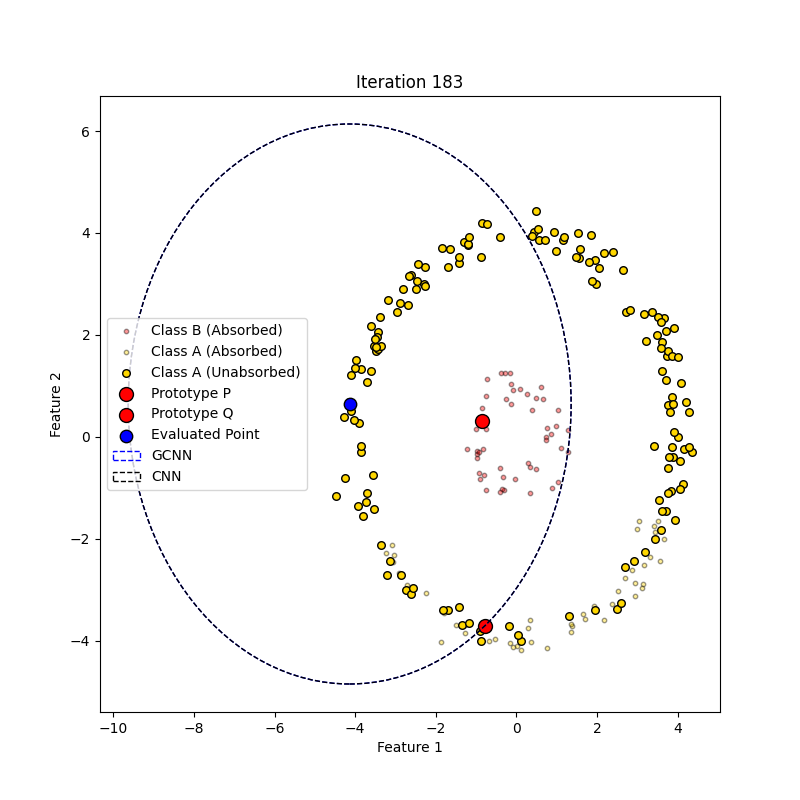 Iteration 183
6
4
2
0
−2
−4
Feature 2
Class B (Absorbed)
Class A (Absorbed)
Class A (Unabsorbed)
Prototype P
Prototype Q
Evaluated Point
GCNN
CNN
−10 −8 −6 −4 −2 0 2 4
Feature 1